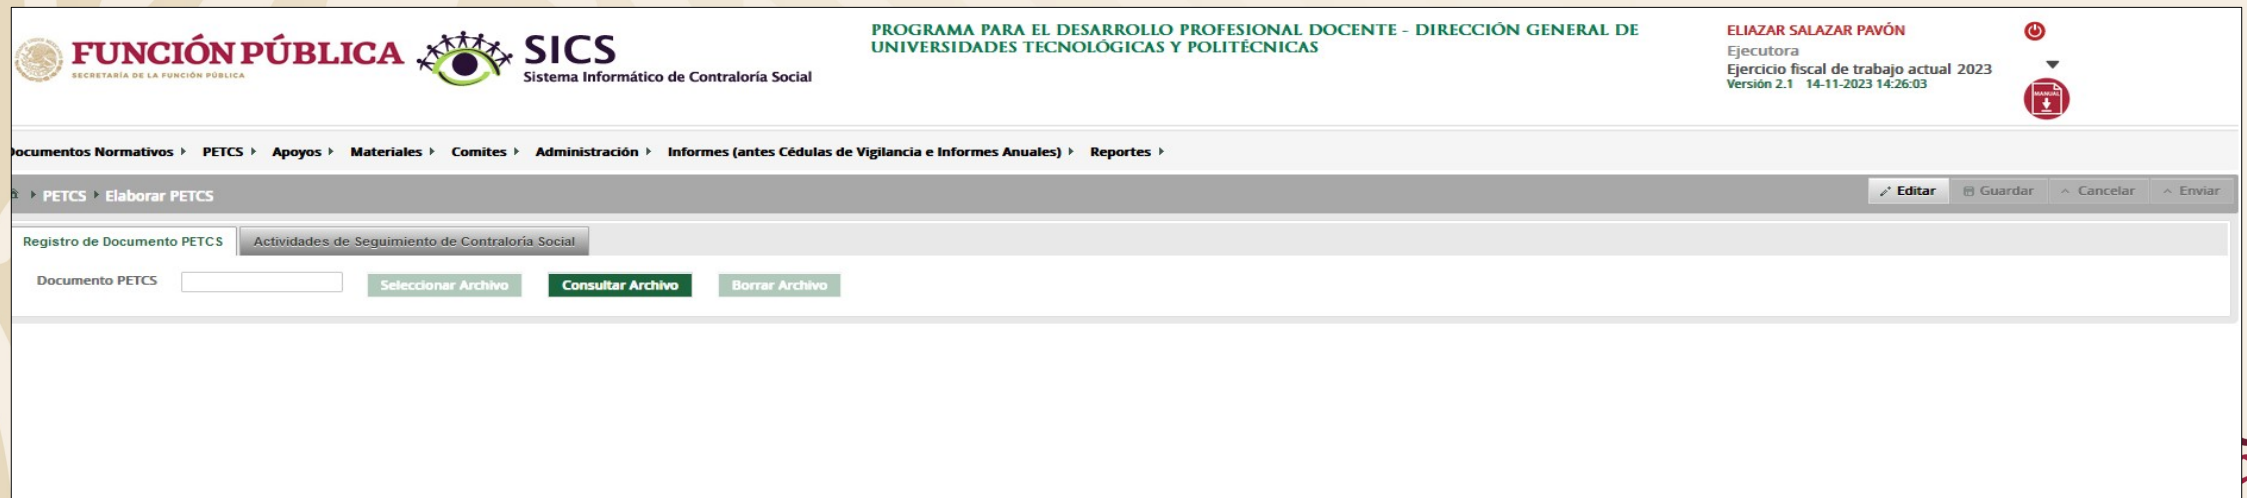 FUNCIÓN PÚBLICA
SECRETARÍA DE LA FUNCIÓN PÚBLICA
SICS
Sistema Informático de Contraloría Social
PROGRAMA PARA EL DESARROLLO PROFESIONAL DOCENTE - DIRECCIÓN GENERAL DE
UNIVERSIDADES TECNOLÓGICAS Y POLITÉCNICAS
ELIAZAR SALAZAR PAVÓN
Ejecutora
Ejercicio fiscal de trabajo actual 2023
Versión 2.1 14-11-2023 14:26:03
MANUAL
ocumentos Normativos PETCS Apoyos Materiales Comites Administración Informes (antes Cédulas de Vigilancia e Informes Anuales) Reportes
PETCS Elaborar PETCS
Editar Guardar Cancelar Enviar
Registro de Documento PETCS Actividades de Seguimiento de Contraloría Social
Documento PETCS Seleccionar Archivo Consultar Archivo Borrar Archivo